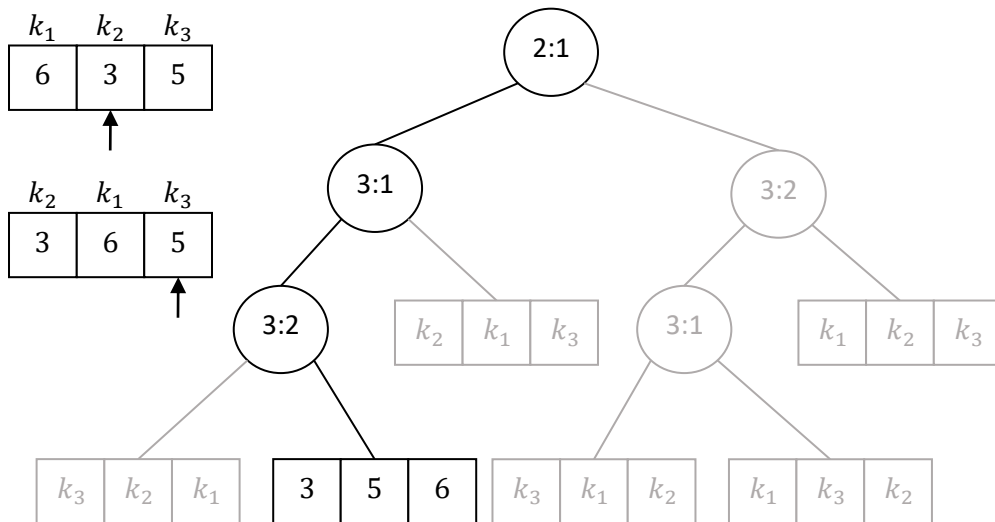 k₁ k₂ k₃
6 3 5
k₂ k₁ k₃
3 6 5
2:1
3:1
3:2
3:2
k₂ k₁ k₃
3:1
k₁ k₂ k₃
k₃ k₂ k₁
3 5 6
k₃ k₁ k₂
k₁ k₃ k₂